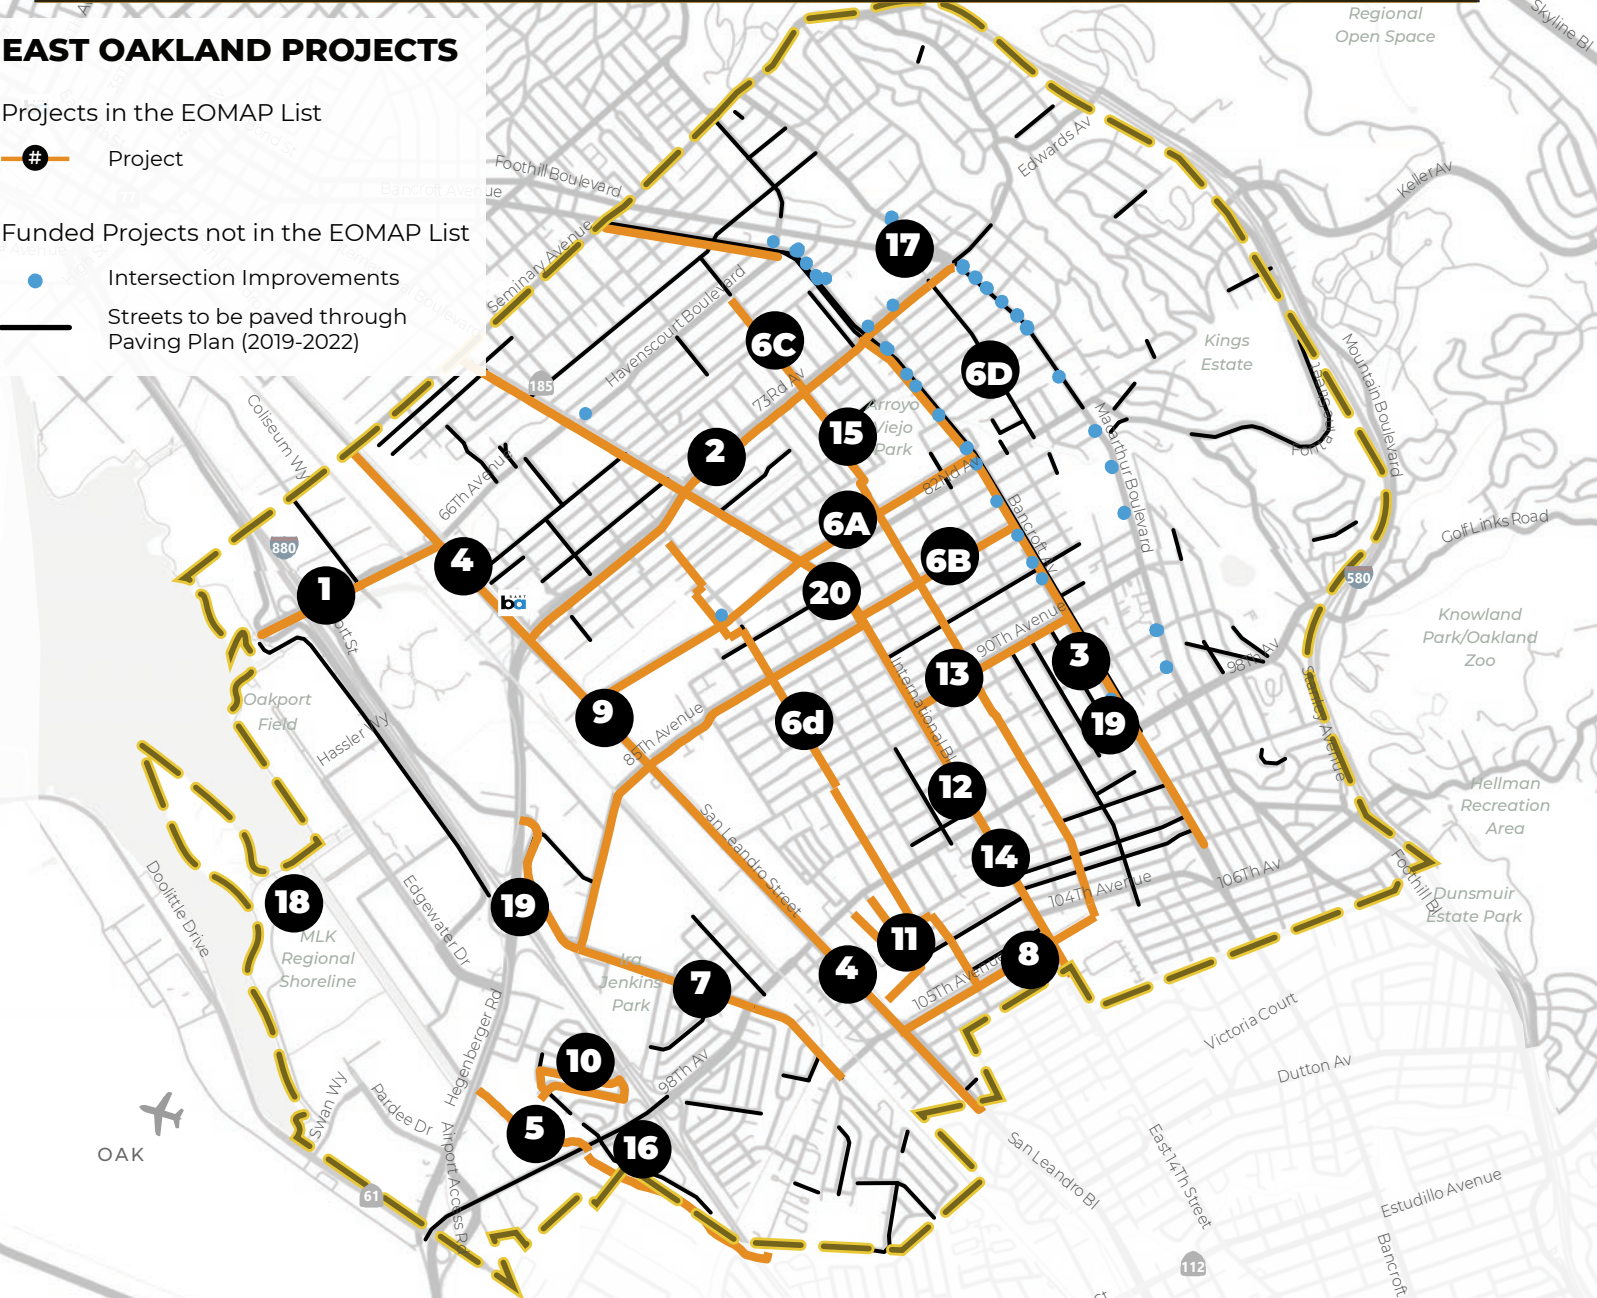 EAST OAKLAND PROJECTS
Projects in the EOMAP List
#
Project
Funded Projects not in the EOMAP List
Intersection Improvements
Streets to be paved through
Paving Plan (2019-2022)
Regional
Open Space
Skyline Bl
Edwards Av
Keller Av
Foothill Boulevard
Bancroft Avenue
Seminary Avenue
17
Havenscourt Boulevard
6C
6D
Kings
Estate
Mountain Boulevard
185
73Rd Av
Arroyo
Viejo
Park
15
Macarthur Boulevard
Coliseum Wy
2
66Th Avenue
82Nd Av
6A
Bancroft Av
Golf Links Road
880
4
6B
580
1
ba
20
Knowland
Park/Oakland
Zoo
90Th Avenue
3
98Th Av
13
International Bl
Stanley Avenue
Oakport
Field
Hassler Wy
9
6d
19
85Th Avenue
12
Hellman
Recreation
Area
San Leandro Street
14
106Th Av
104Th Avenue
Foothill Bl
Dunsmuir
Estate Park
Doolittle Drive
18
Edgewater Dr
19
MLK
Regional
Shoreline
11
8
4
105Th Avenue
Ira
Jenkins
Park
7
Victoria Court
Hegenberger Rd
10
98Th Av
Dutton Av
Swan Wy
Pardee Dr
5
16
OAK
Airport Access Rd
San Leandro Bl
East 14Th Street
Estudillo Avenue
61
Bancroft
112